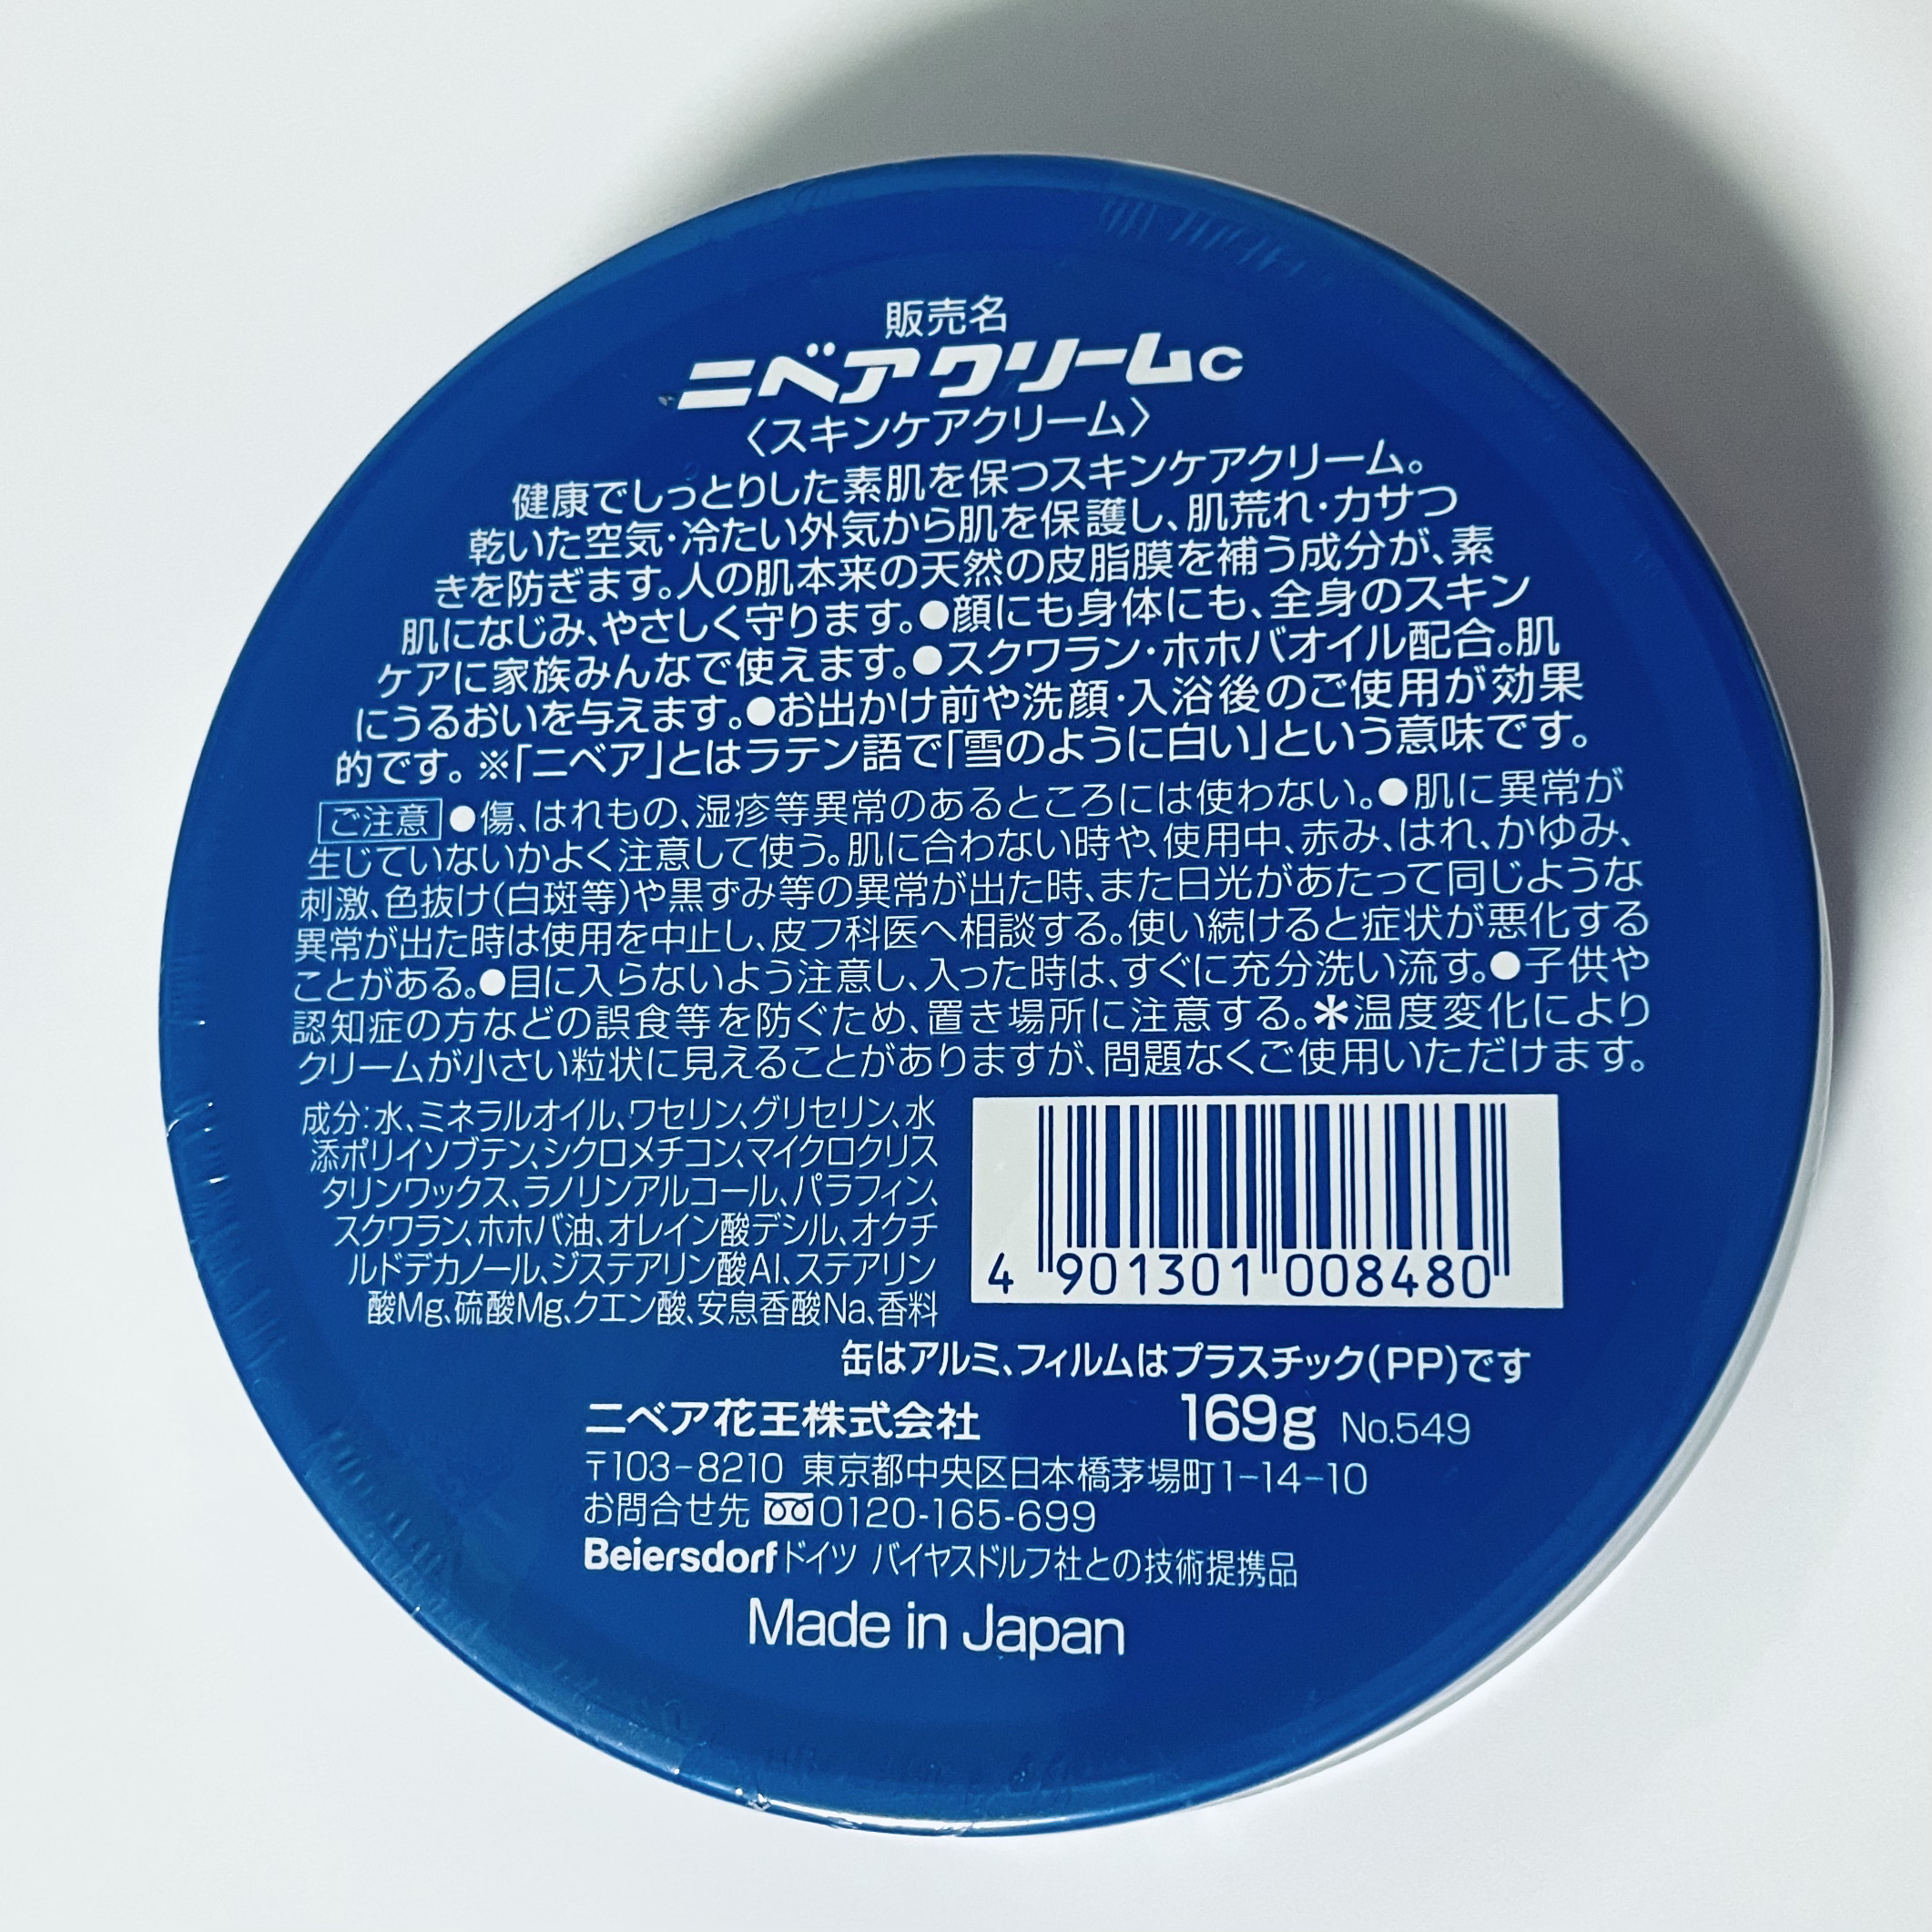 販売名
ニベアクリームc
〈スキンケアクリーム〉
健康でしっとりした素肌を保つスキンケアクリーム。
乾いた空気・冷たい外気から肌を保護し、肌荒れ・カサつ
きを防ぎます。人の肌本来の天然の皮脂膜を補う成分が、素
肌になじみ、やさしく守ります。●顔にも身体にも、全身のスキン
ケアに家族みんなで使えます。●スクワラン・ホホバオイル配合。肌
にうるおいを与えます。●お出かけ前や洗顔・入浴後のご使用が効果
的です。※「ニベア」とはラテン語で「雪のように白い」という意味です。
ご注意 ●傷、はれもの、湿疹等異常のあるところには使わない。●肌に異常が
生じていないかよく注意して使う。肌に合わない時や、使用中、赤み、はれ、かゆみ、
刺激、色抜け(白斑等)や黒ずみ等の異常が出た時、また日光があたって同じような
異常が出た時は使用を中止し、皮フ科医へ相談する。使い続けると症状が悪化する
ことがある。●目に入らないよう注意し、入った時は、すぐに充分洗い流す。●子供や
認知症の方などの誤食等を防ぐため、置き場所に注意する。＊温度変化により
クリームが小さい粒状に見えることがありますが、問題なくご使用いただけます。
成分:水、ミネラルオイル、ワセリン、グリセリン、水
添ポリイソブテン、シクロメチコン、マイクロクリス
タリンワックス、ラノリンアルコール、パラフィン、
スクワラン、ホホバ油、オレイン酸デシル、オクチ
ルドデカノール、ジステアリン酸Al、ステアリン
酸Mg、硫酸Mg、クエン酸、安息香酸Na、香料
4 901301 008480
缶はアルミ、フィルムはプラスチック(PP)です
ニベア花王株式会社 169g No.549
〒103-8210 東京都中央区日本橋茅場町1-14-10
お問合せ先 0120-165-699
Beiersdorf ドイツ バイヤスドルフ社との技術提携品
Made in Japan